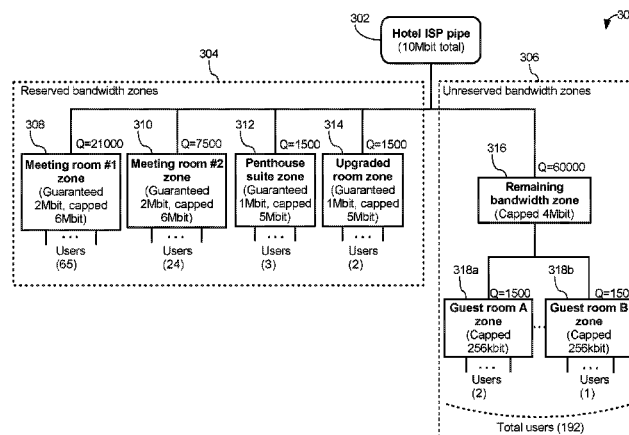 302
Hotel ISP pipe
(10Mbit total)
30
304
306
Reserved bandwidth zones
Unreserved bandwidth zones
308
310
312
314
316
Q=21000
Q=7500
Q=1500
Q=1500
Q=60000
Meeting room #1
zone
(Guaranteed
2Mbit, capped
6Mbit)
...
Users
(65)
Meeting room #2
zone
(Guaranteed
2Mbit, capped
6Mbit)
...
Users
(24)
Penthouse
suite zone
(Guaranteed
1Mbit, capped
5Mbit)
...
Users
(3)
Upgraded
room zone
(Guaranteed
1Mbit, capped
5Mbit)
...
Users
(2)
Remaining
bandwidth zone
(Capped 4Mbit)
318a
318b
Q=1500
Q=150
Guest room A
zone
(Capped
256kbit)
...
Users
(2)
...
Guest room B
zone
(Capped
256kbit)
...
Users
(1)
Total users (192)